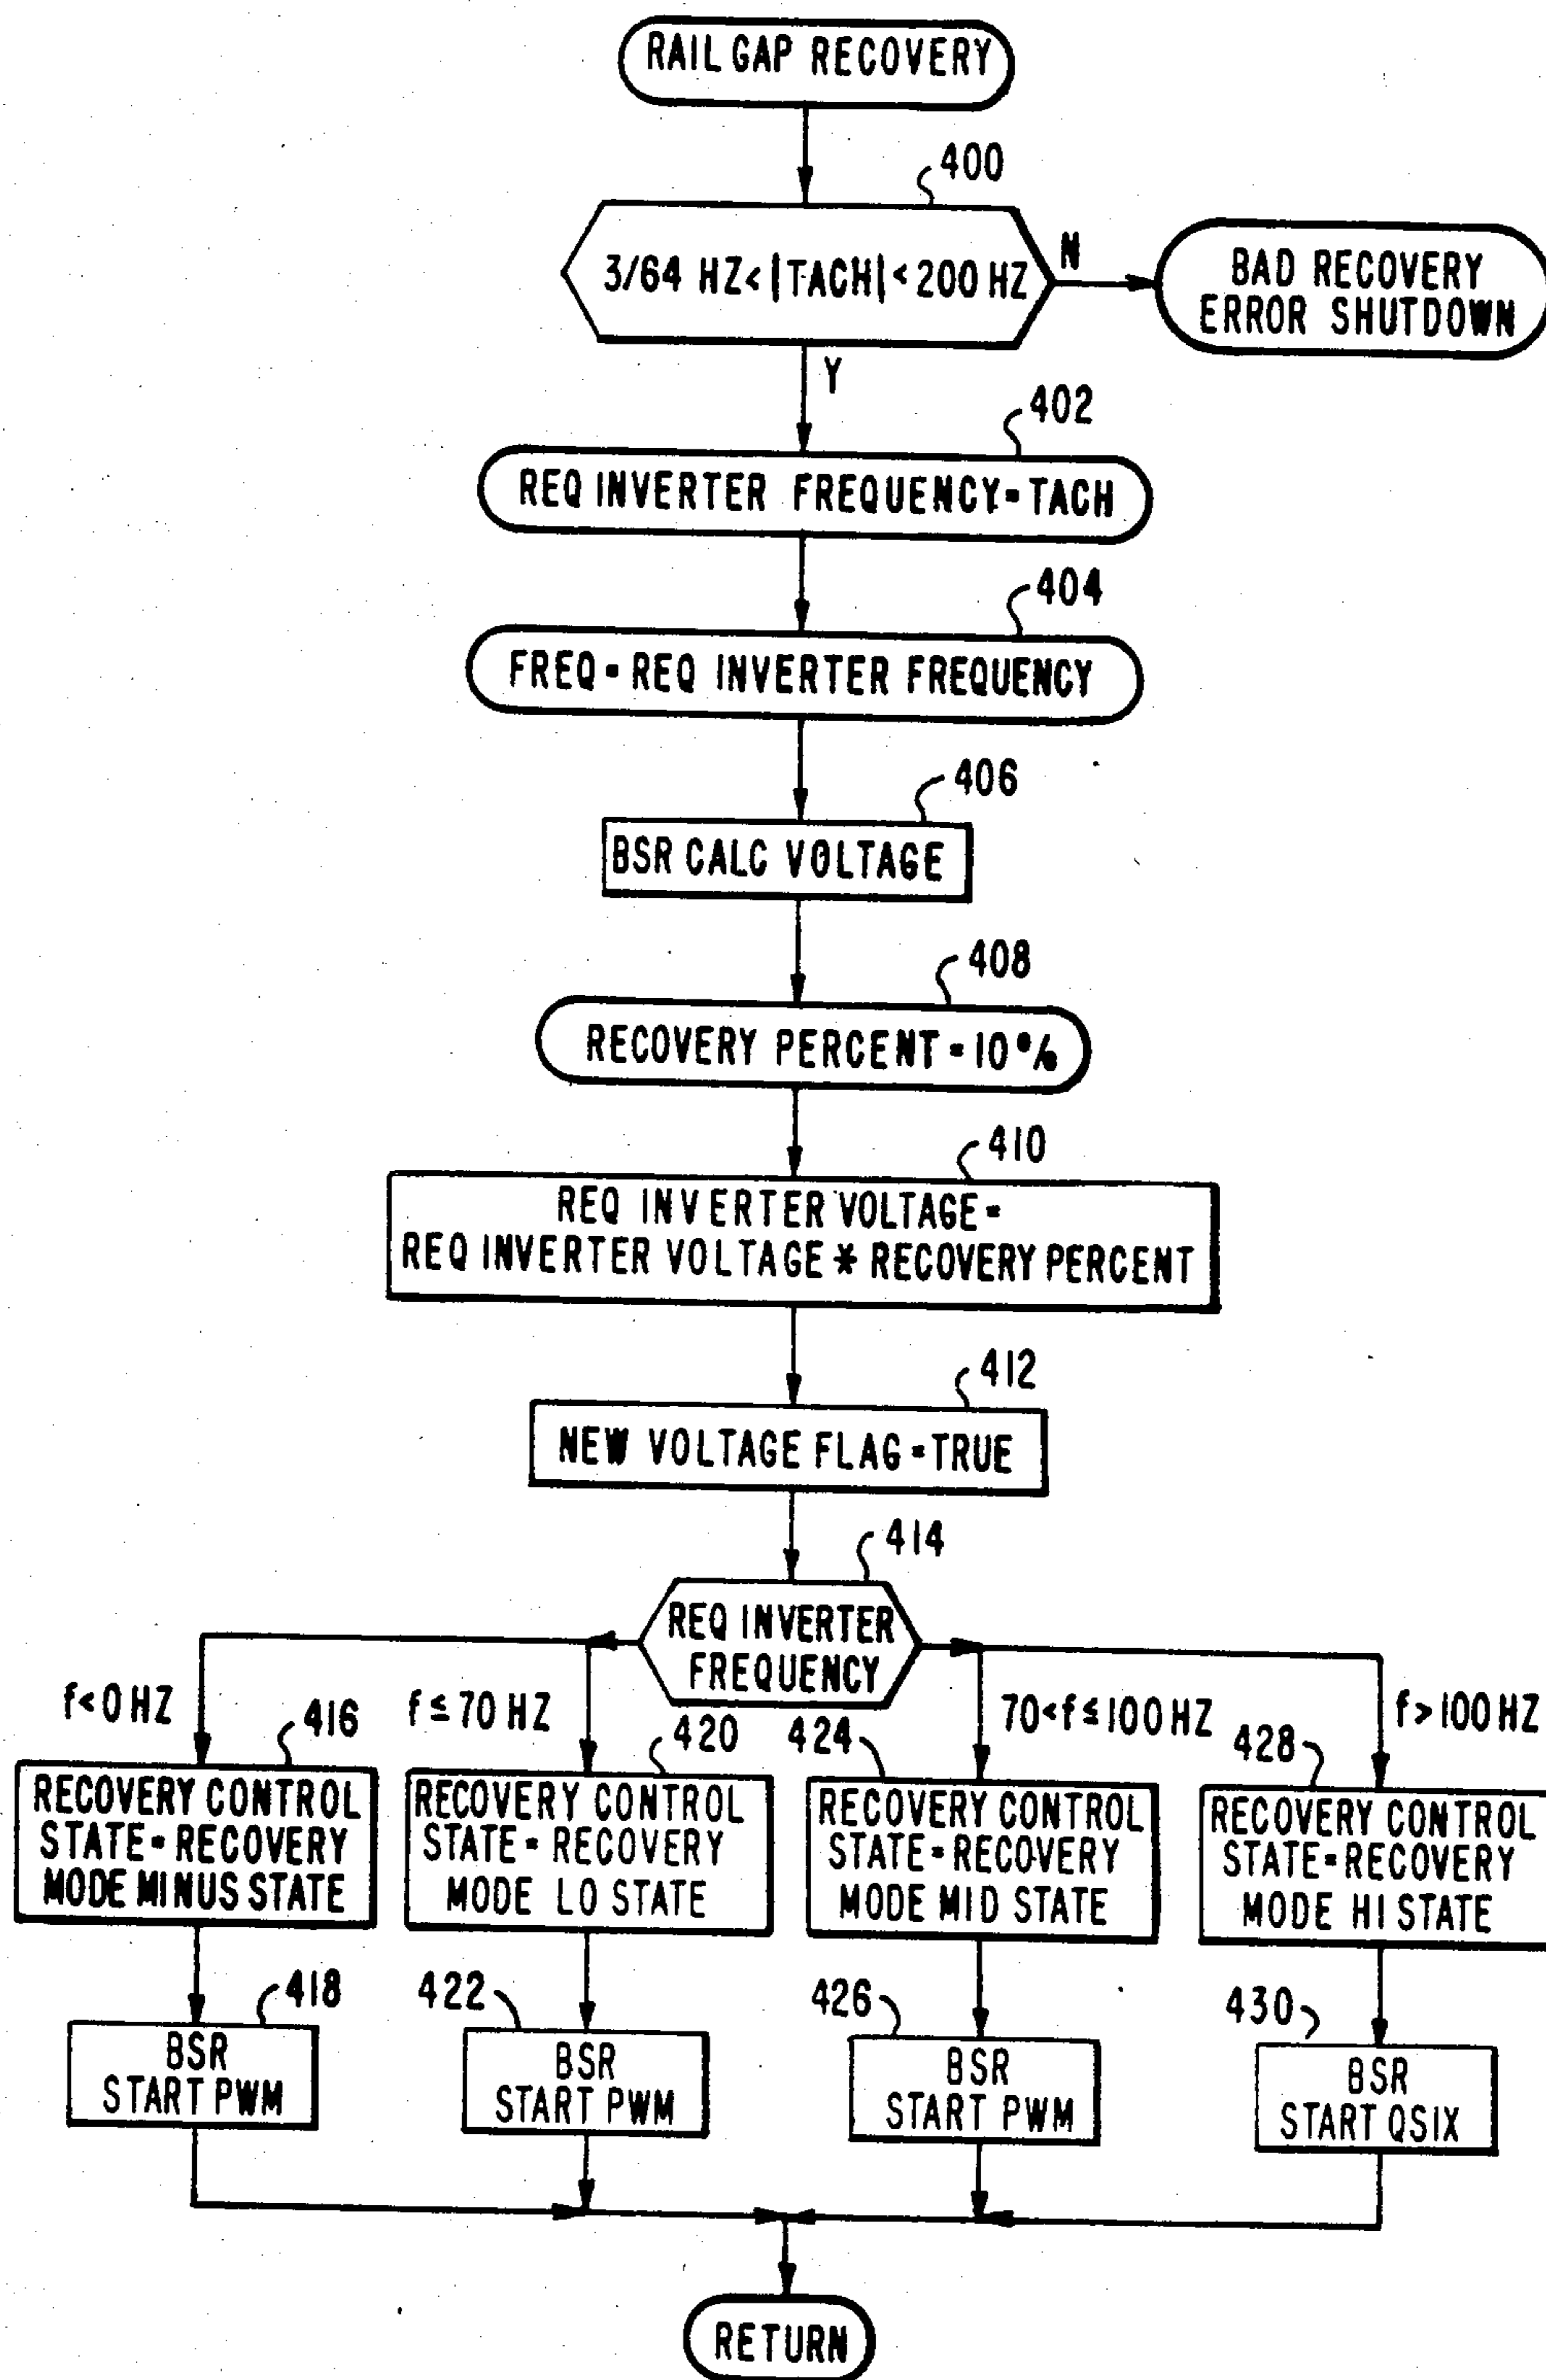 RAIL GAP RECOVERY
400
3/64 HZ < |TACH| < 200 HZ
N
BAD RECOVERY
ERROR SHUTDOWN
Y
402
REQ INVERTER FREQUENCY = TACH
404
FREQ = REQ INVERTER FREQUENCY
406
BSR CALC VOLTAGE
408
RECOVERY PERCENT = 10%
410
REQ INVERTER VOLTAGE =
REQ INVERTER VOLTAGE * RECOVERY PERCENT
412
NEW VOLTAGE FLAG = TRUE
414
REQ INVERTER
FREQUENCY
f < 0 HZ
416
f ≤ 70 HZ
420
424
70 < f ≤ 100 HZ
428
f > 100 HZ
RECOVERY CONTROL
STATE = RECOVERY
MODE MINUS STATE
RECOVERY CONTROL
STATE = RECOVERY
MODE LO STATE
RECOVERY CONTROL
STATE = RECOVERY
MODE MID STATE
RECOVERY CONTROL
STATE = RECOVERY
MODE HI STATE
418
BSR
START PWM
422
BSR
START PWM
426
BSR
START PWM
430
BSR
START QSIX
RETURN